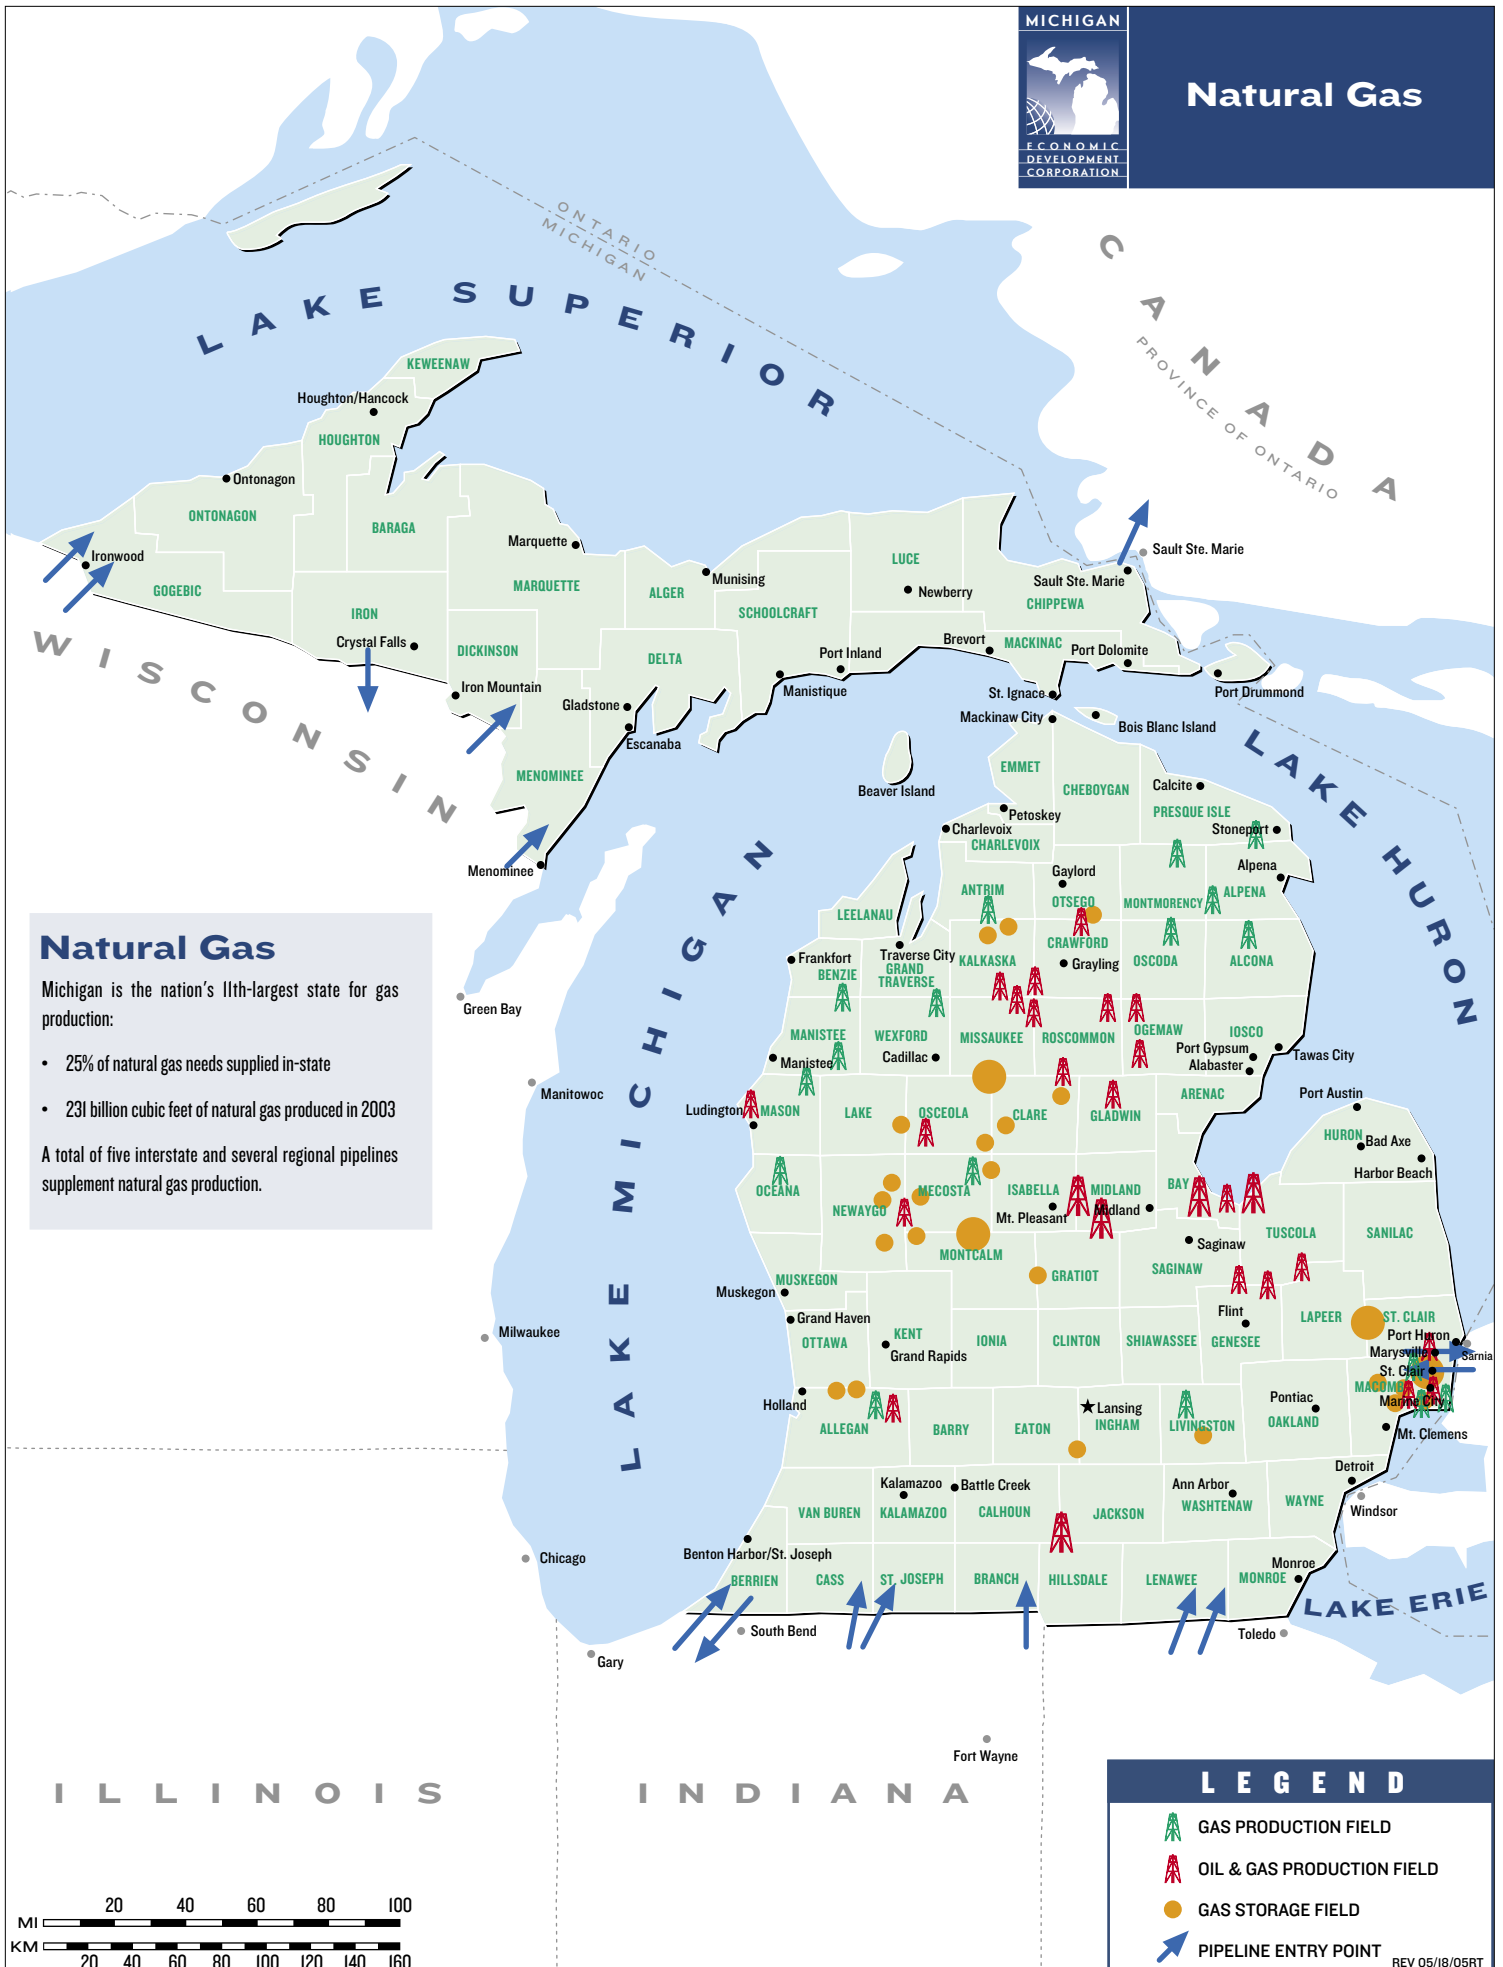 MICHIGAN
ECONOMIC
DEVELOPMENT
CORPORATION
Natural Gas
ONTARIO
MICHIGAN
CANADA
PROVINCE OF ONTARIO
LAKE SUPERIOR
KEWEENAW
Houghton/Hancock
HOUGHTON
Ontonagon
ONTONAGON
BARAGA
Marquette
MARQUETTE
Ironwood
GOGEBIC
IRON
Crystal Falls
DICKINSON
Iron Mountain
ALGER
Munising
SCHOOLCRAFT
LUCE
Newberry
Sault Ste. Marie
Sault Ste. Marie
CHIPPEWA
MACKINAC
Brevort
Port Dolomite
Port Inland
DELTA
Manistique
St. Ignace
Port Drummond
Mackinaw City
Bois Blanc Island
Gladstone
Escanaba
MENOMINEE
Menominee
WISCONSIN
Beaver Island
LAKE HURON
EMMET
CHEBOYGAN
Calcite
PRESQUE ISLE
Stoneport
Petoskey
Charlevoix
CHARLEVOIX
Gaylord
Alpena
ANTRIM
OTSEGO
MONTMORENCY
ALPENA
LEELANAU
LAKE MICHIGAN
Traverse City
Frankfort
BENZIE
GRAND
TRAVERSE
KALKASKA
CRAWFORD
Grayling
OSCODA
ALCONA
MANISTEE
WEXFORD
MISSAUKEE
ROSCOMMON
OGEMAW
IOSCO
Manistee
Cadillac
Port Gypsum
Alabaster
Tawas City
Ludington
MASON
LAKE
OSCEOLA
CLARE
GLADWIN
ARENAC
Port Austin
HURON
Bad Axe
Harbor Beach
OCEANA
NEWAYGO
MECOSTA
ISABELLA
Mt. Pleasant
MIDLAND
Midland
BAY
TUSCOLA
SANILAC
Saginaw
SAGINAW
MONTCALM
GRATIOT
MUSKEGON
Muskegon
Grand Haven
OTTAWA
KENT
Grand Rapids
IONIA
CLINTON
SHIAWASSEE
Flint
GENESEE
LAPEER
ST. CLAIR
Port Huron
Sarnia
Marysville
St. Clair
MACOMB
Marine City
Mt. Clemens
Holland
ALLEGAN
BARRY
EATON
Lansing
INGHAM
LIVINGSTON
Pontiac
OAKLAND
Detroit
Windsor
VAN BUREN
Kalamazoo
KALAMAZOO
Battle Creek
CALHOUN
JACKSON
Ann Arbor
WASHTENAW
WAYNE
Benton Harbor/St. Joseph
BERRIEN
CASS
ST. JOSEPH
BRANCH
HILLSDALE
LENAWEE
MONROE
Monroe
LAKE ERIE
Toledo
South Bend
Gary
Fort Wayne
Green Bay
Manitowoc
Milwaukee
Chicago
ILLINOIS
INDIANA
Natural Gas
Michigan is the nation's 11th-largest state for gas
production:
• 25% of natural gas needs supplied in-state
• 231 billion cubic feet of natural gas produced in 2003
A total of five interstate and several regional pipelines
supplement natural gas production.
20 40 60 80 100
MI
KM
20 40 60 80 100 120 140 160
LEGEND
GAS PRODUCTION FIELD
OIL & GAS PRODUCTION FIELD
GAS STORAGE FIELD
PIPELINE ENTRY POINT
REV 05/18/05RT